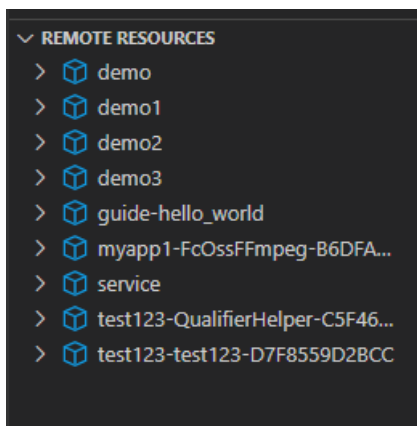 REMOTE RESOURCES
demo
demo1
demo2
demo3
guide-hello_world
myapp1-FcOssFFmpeg-B6DFA...
service
test123-QualifierHelper-C5F46...
test123-test123-D7F8559D2BCC